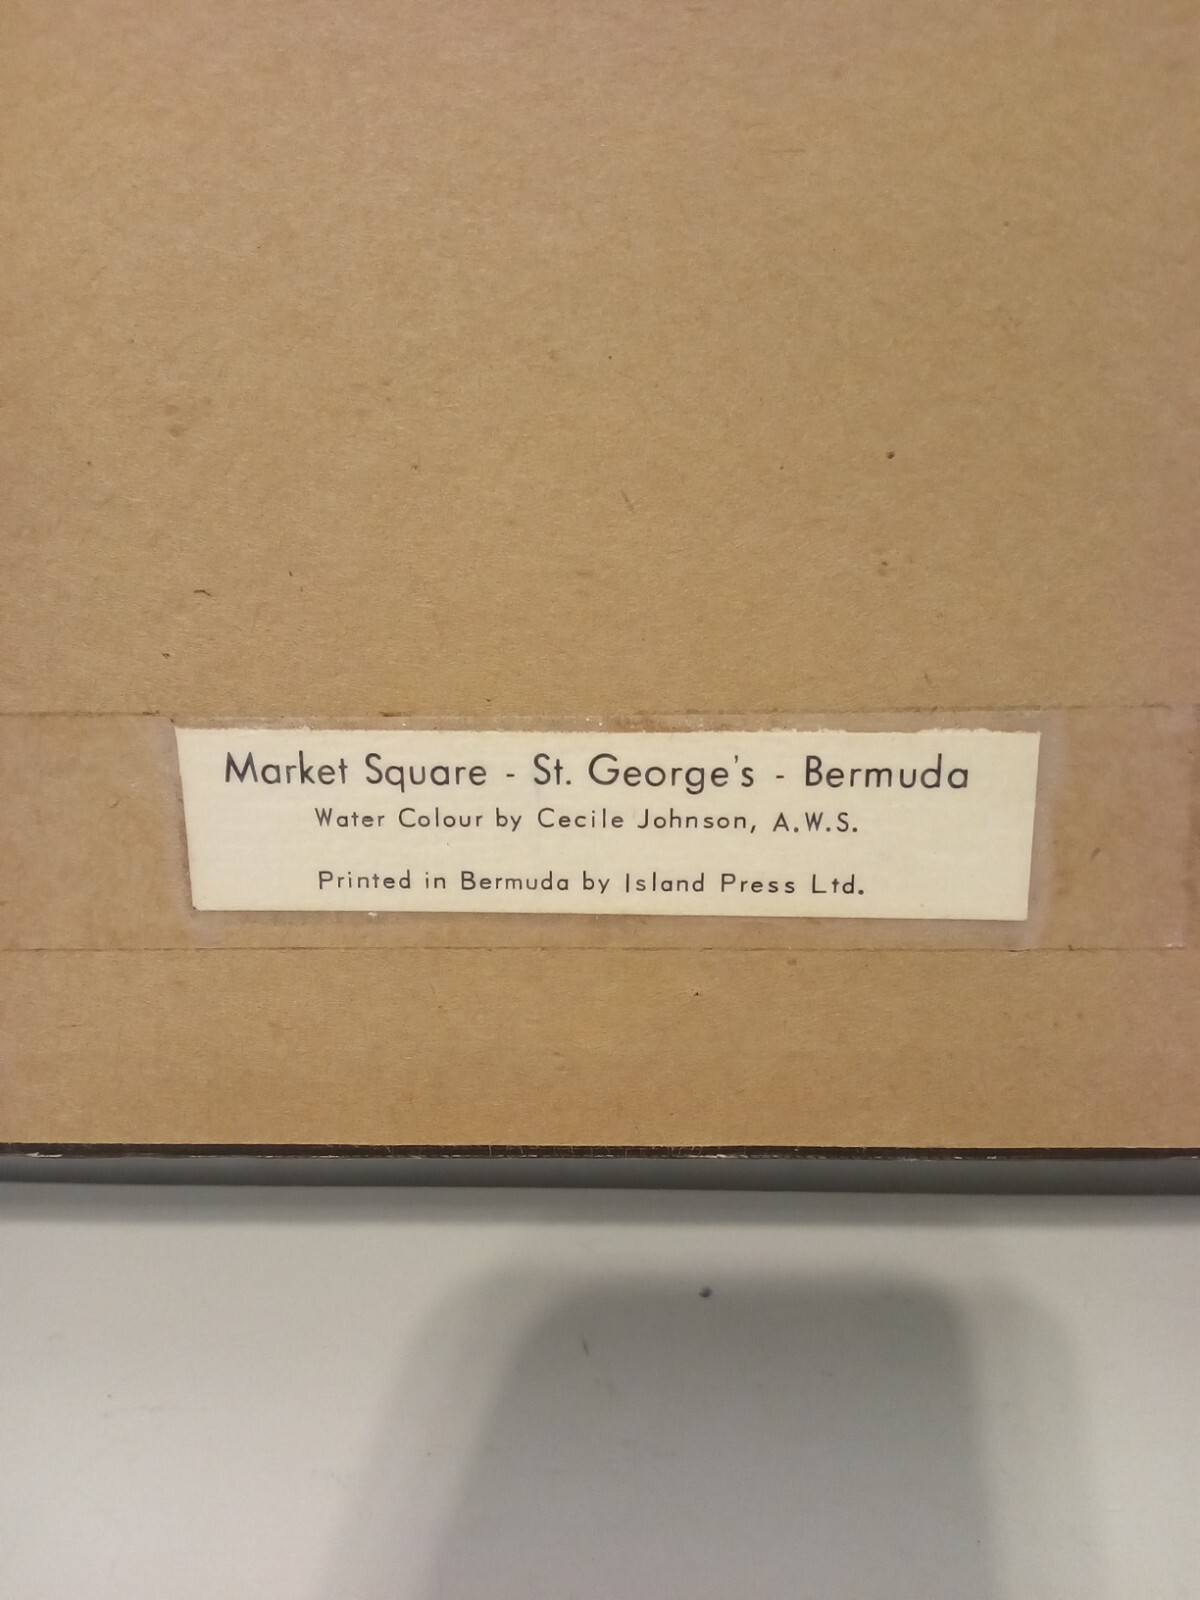 Market Square - St. George's - Bermuda
Water Colour by Cecile Johnson, A.W.S.
Printed in Bermuda by Island Press Ltd.